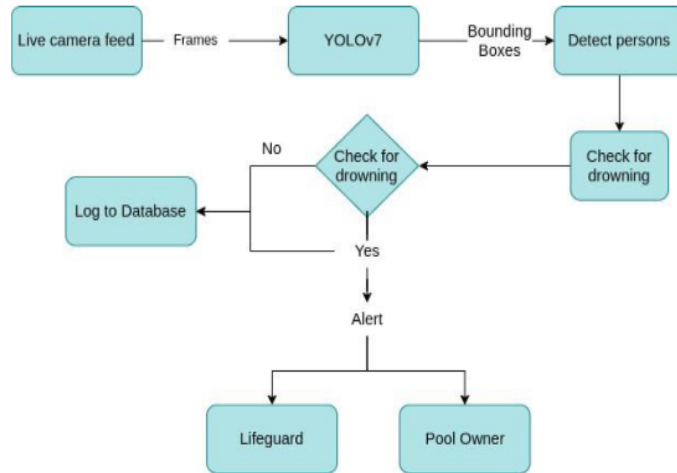 Live camera feed
Frames
YOLOv7
Bounding
Boxes
Detect persons
Check for
drowning
Check for
drowning
No
Log to Database
Yes
Alert
Lifeguard
Pool Owner